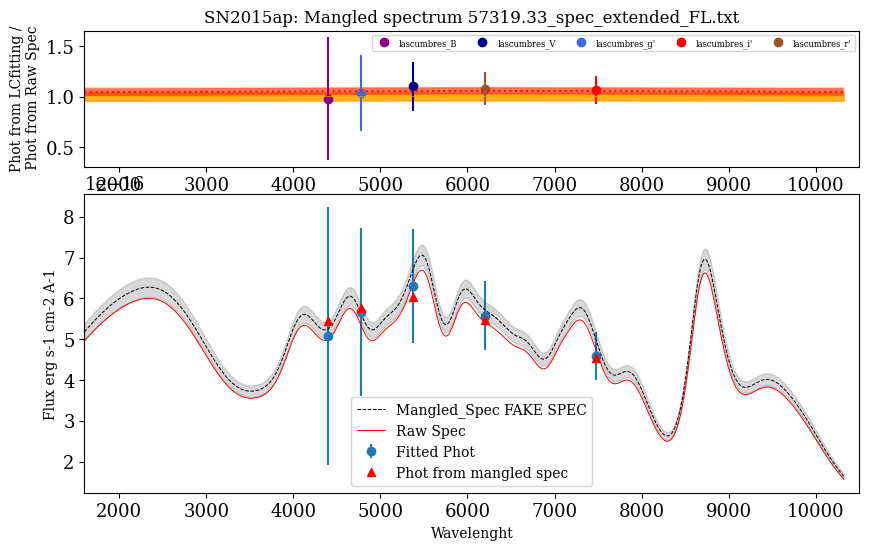 SN2015ap: Mangled spectrum 57319.33_spec_extended_FL.txt
Phot from LCfitting /
Phot from Raw Spec
1.5
1.0
0.5
lascumbres_B
lascumbres_V
lascumbres_g'
lascumbres_i'
lascumbres_r'
2000 3000 4000 5000 6000 7000 8000 9000 10000
1e−16
Flux erg s-1 cm-2 A-1
8
7
6
5
4
3
2
Mangled_Spec FAKE SPEC
Raw Spec
Fitted Phot
Phot from mangled spec
2000 3000 4000 5000 6000 7000 8000 9000 10000
Wavelenght